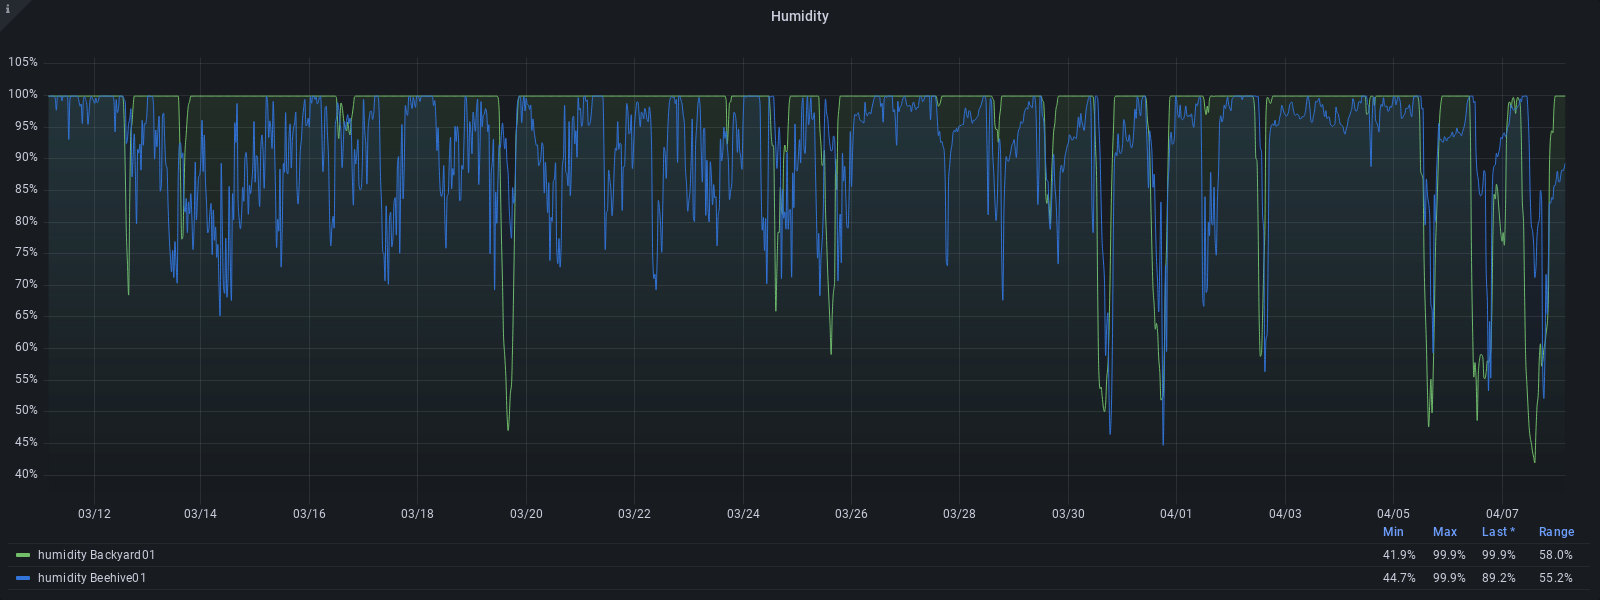 i
Humidity
105%
100%
95%
90%
85%
80%
75%
70%
65%
60%
55%
50%
45%
40%
03/12 03/14 03/16 03/18 03/20 03/22 03/24 03/26 03/28 03/30 04/01 04/03 04/05 04/07
Min Max Last * Range
humidity Backyard01 41.9% 99.9% 99.9% 58.0%
humidity Beehive01 44.7% 99.9% 89.2% 55.2%